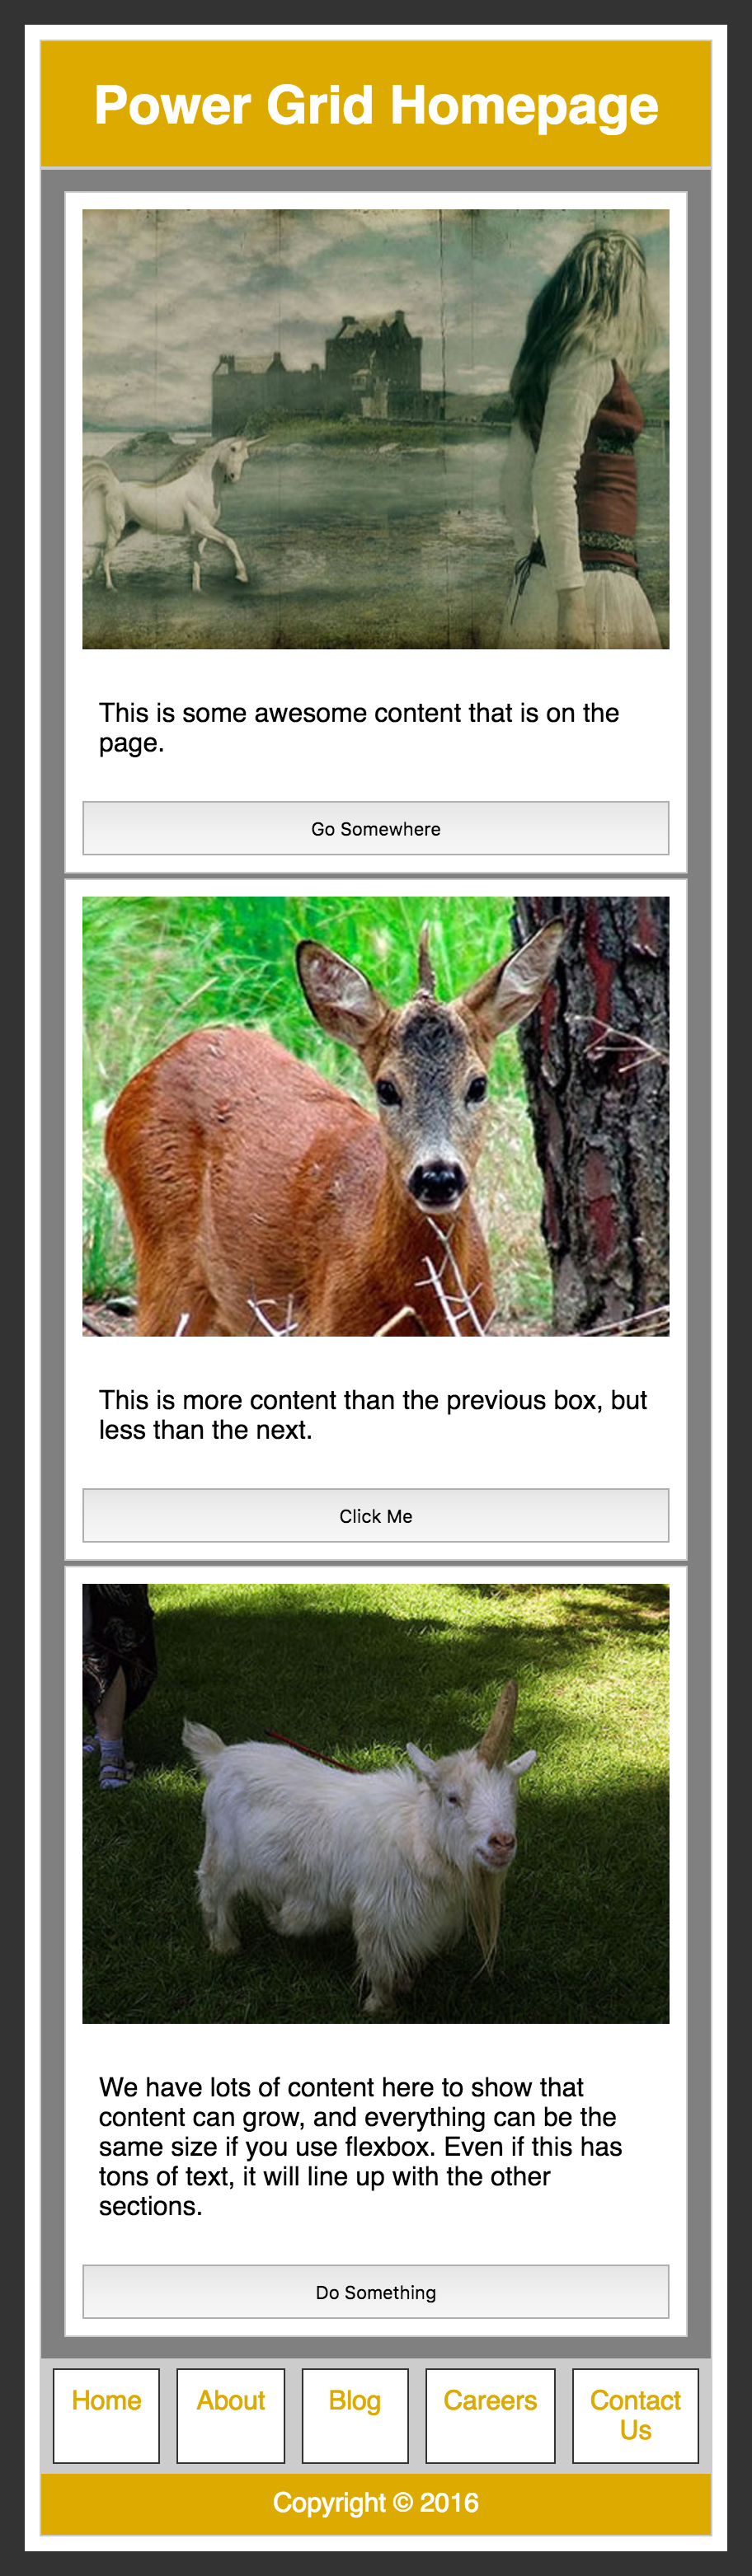 Power Grid Homepage
This is some awesome content that is on the
page.
Go Somewhere
This is more content than the previous box, but
less than the next.
Click Me
We have lots of content here to show that
content can grow, and everything can be the
same size if you use flexbox. Even if this has
tons of text, it will line up with the other
sections.
Do Something
Home
About
Blog
Careers
Contact
Us
Copyright © 2016